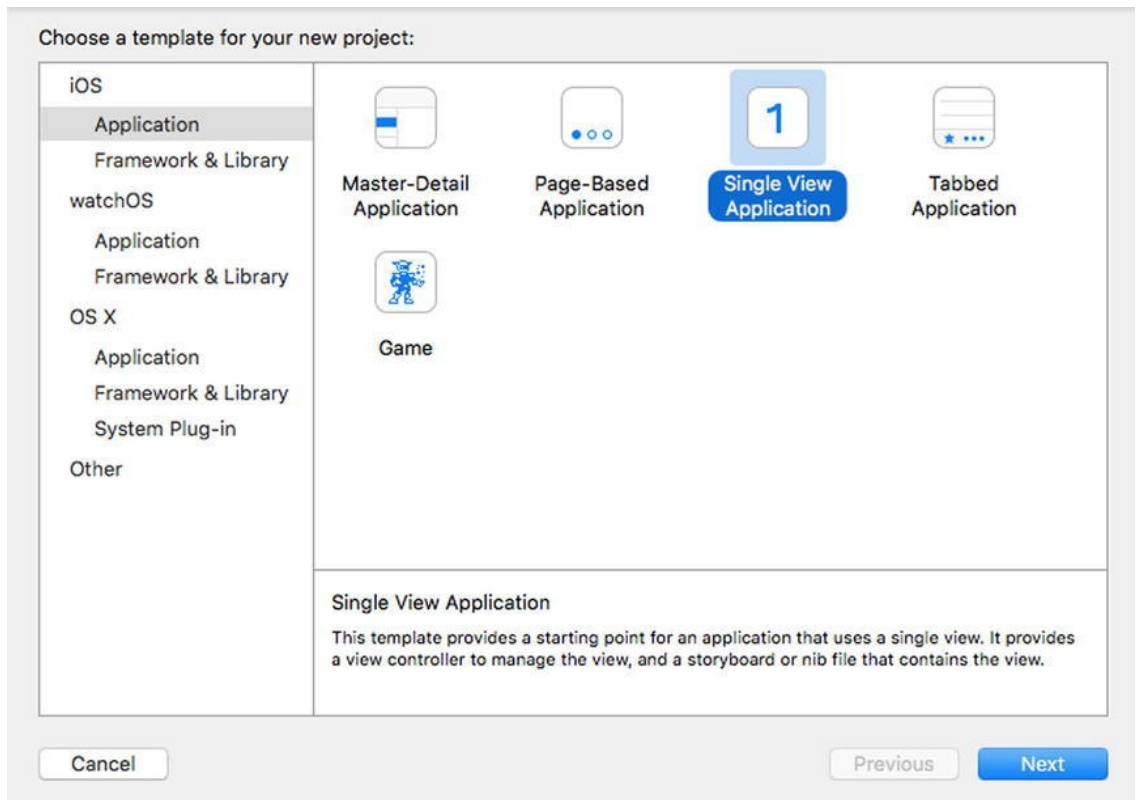 Choose a template for your new project:
iOS
Application
Framework & Library
watchOS
Application
Framework & Library
OS X
Application
Framework & Library
System Plug-in
Other
Master-Detail
Application
Page-Based
Application
1
Single View
Application
Tabbed
Application
Game
Single View Application
This template provides a starting point for an application that uses a single view. It provides
a view controller to manage the view, and a storyboard or nib file that contains the view.
Cancel
Previous
Next